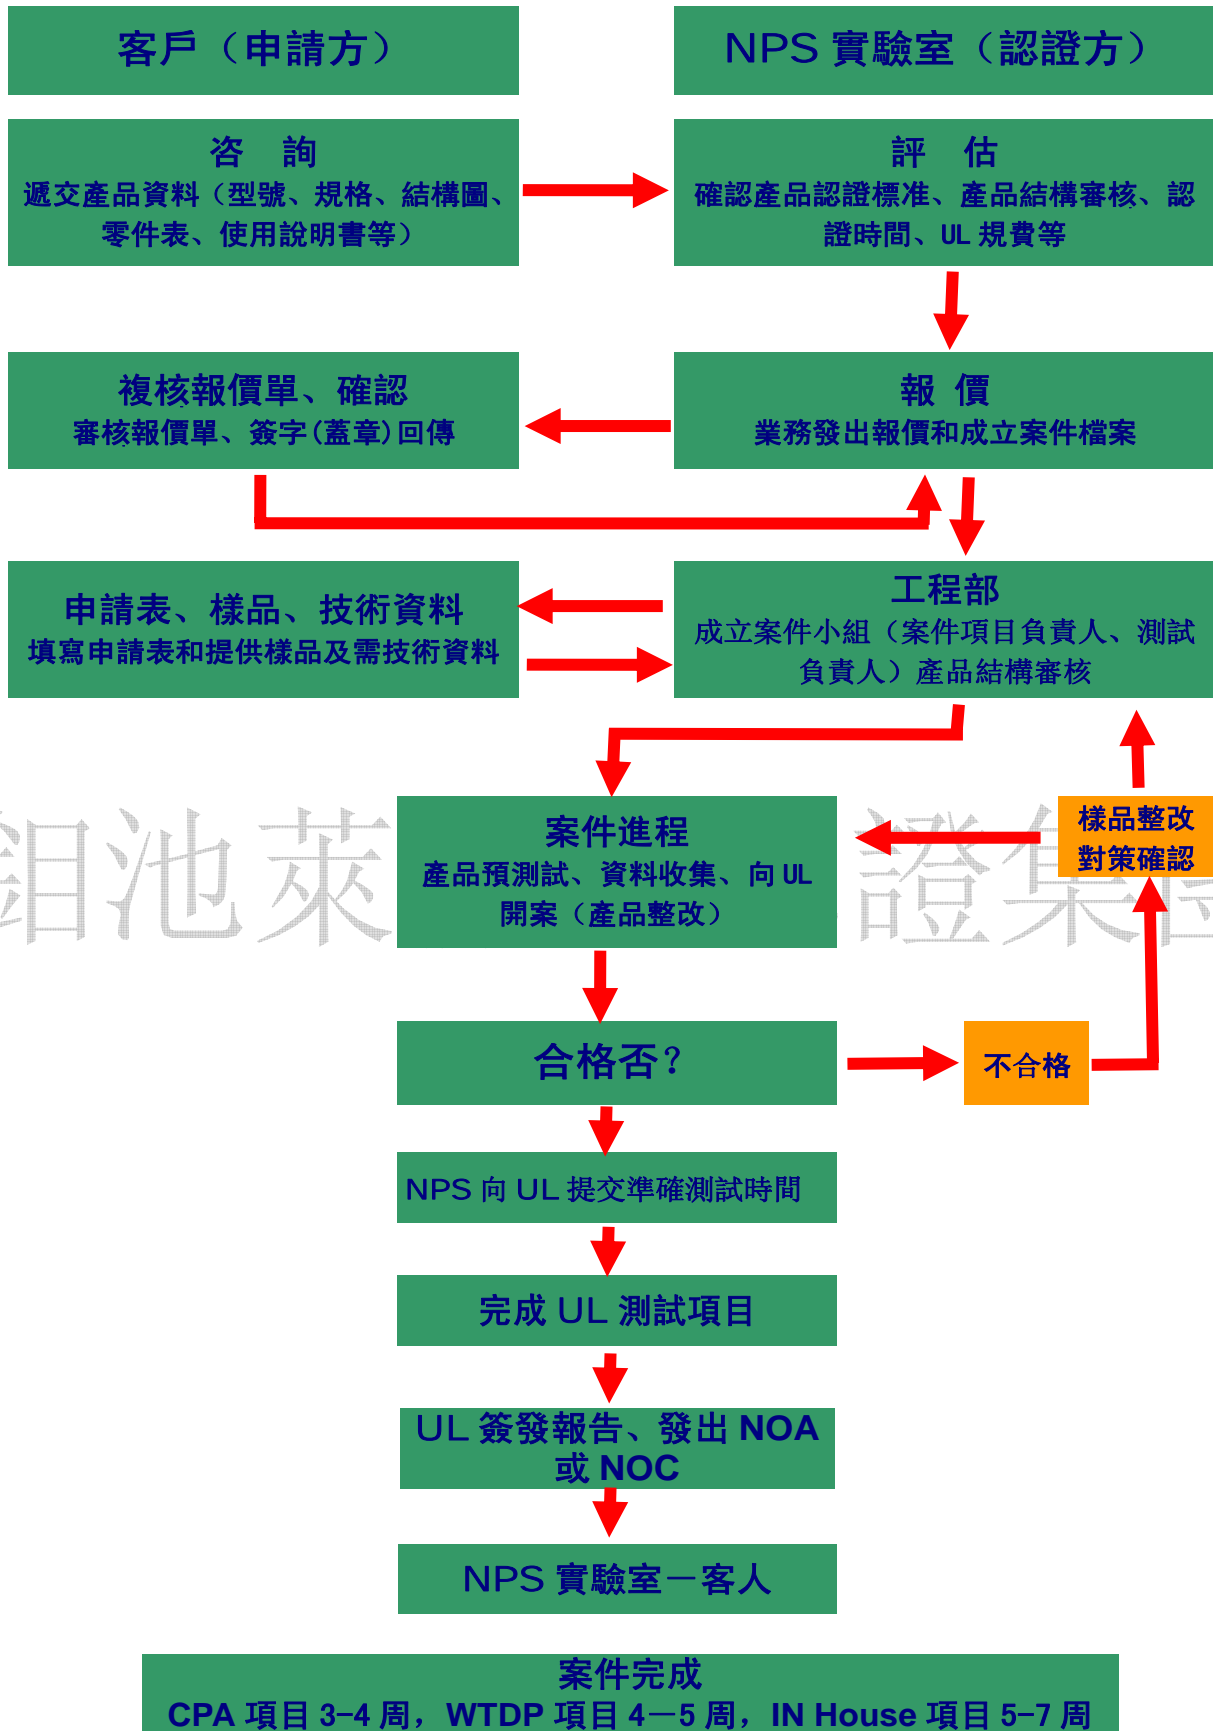 客戶（申請方）
NPS 實驗室（認證方）
咨 詢
遞交產品資料（型號、規格、結構圖、
零件表、使用說明書等）
評 估
確認產品認證標准、產品結構審核、認
證時間、UL 規費等
複核報價單、確認
審核報價單、簽字(蓋章)回傳
報 價
業務發出報價和成立案件檔案
申請表、樣品、技術資料
填寫申請表和提供樣品及需技術資料
工程部
成立案件小組（案件項目負責人、測試
負責人）產品結構審核
案件進程
產品預測試、資料收集、向 UL
開案（產品整改）
樣品整改
對策確認
鉬池萊
證集
合格否？
不合格
NPS 向 UL 提交準確測試時間
完成 UL 測試項目
UL 簽發報告、發出 NOA
或 NOC
NPS 實驗室－客人
案件完成
CPA 項目 3-4 周，WTDP 項目 4－5 周，IN House 項目 5-7 周